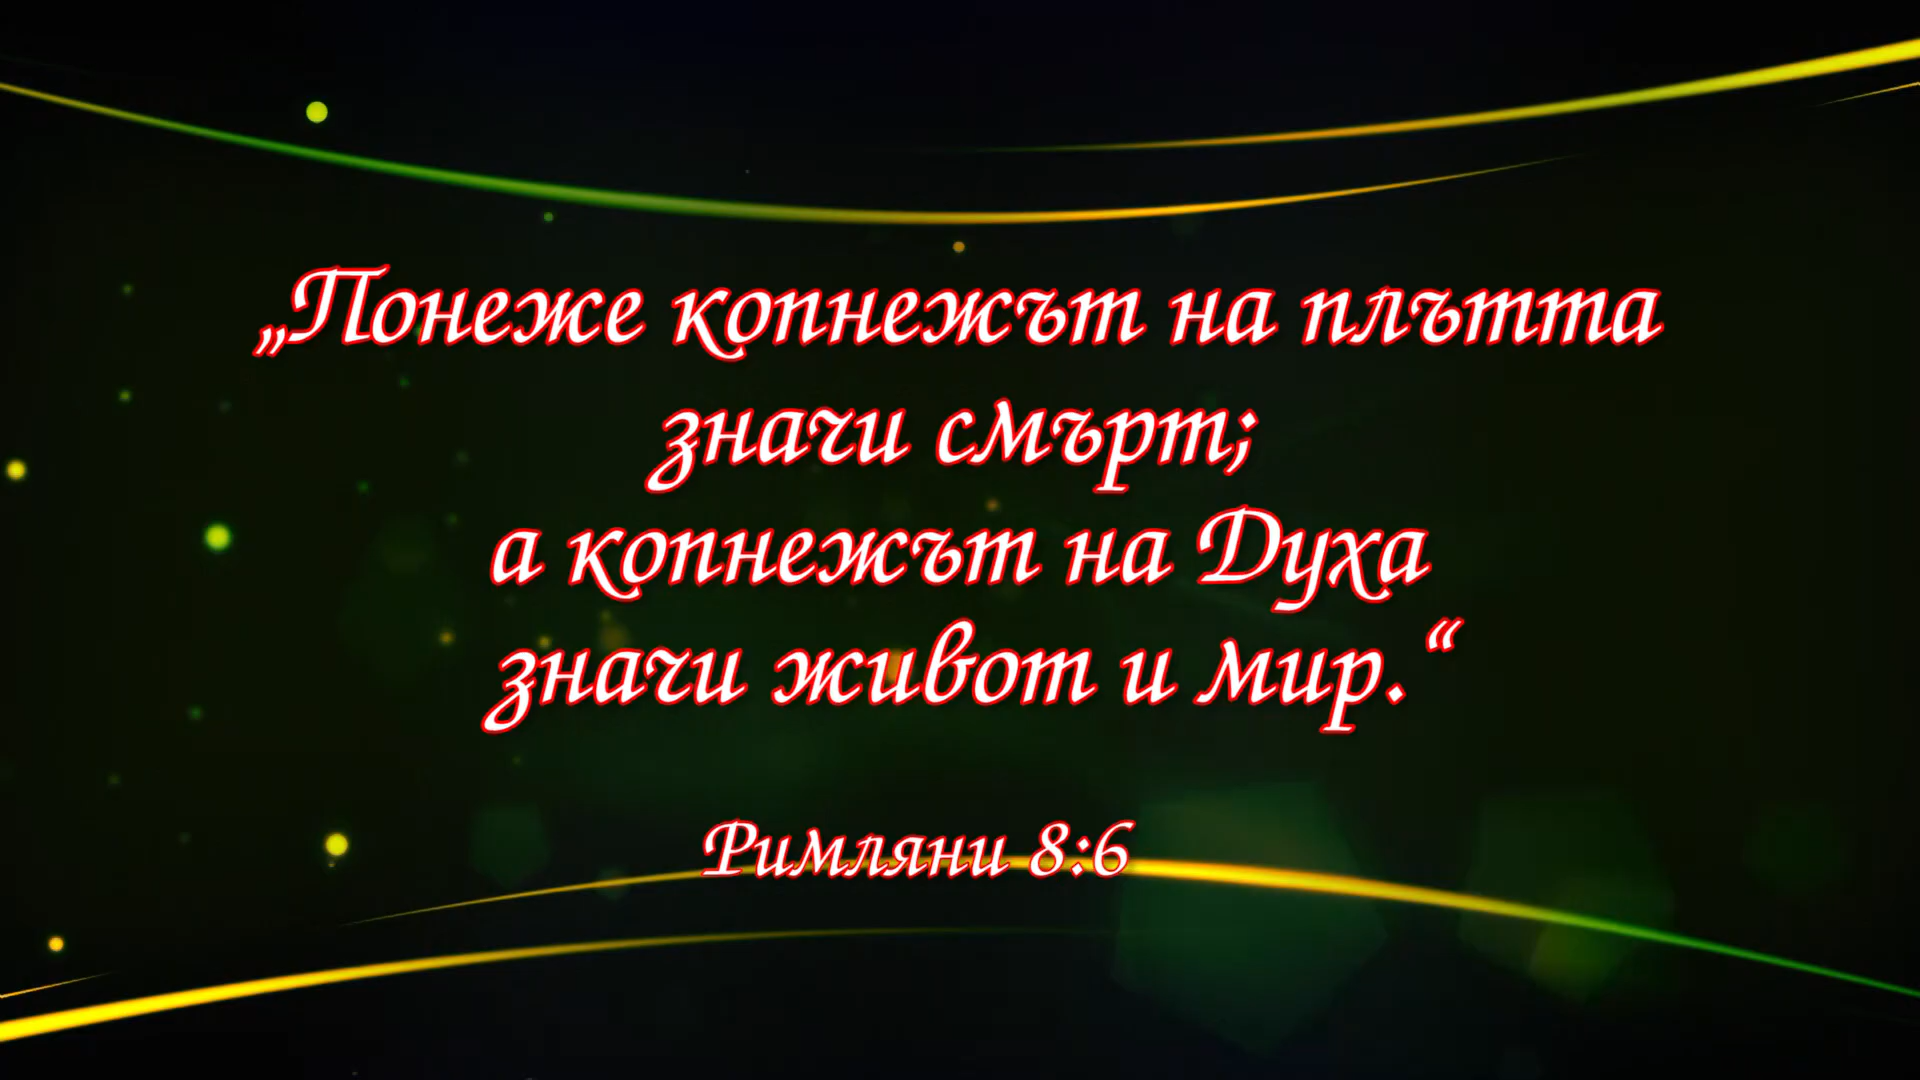 „Понеже копнежът на плътта
значи смърт;
а копнежът на Духа
значи живот и мир.“
Римляни 8:6